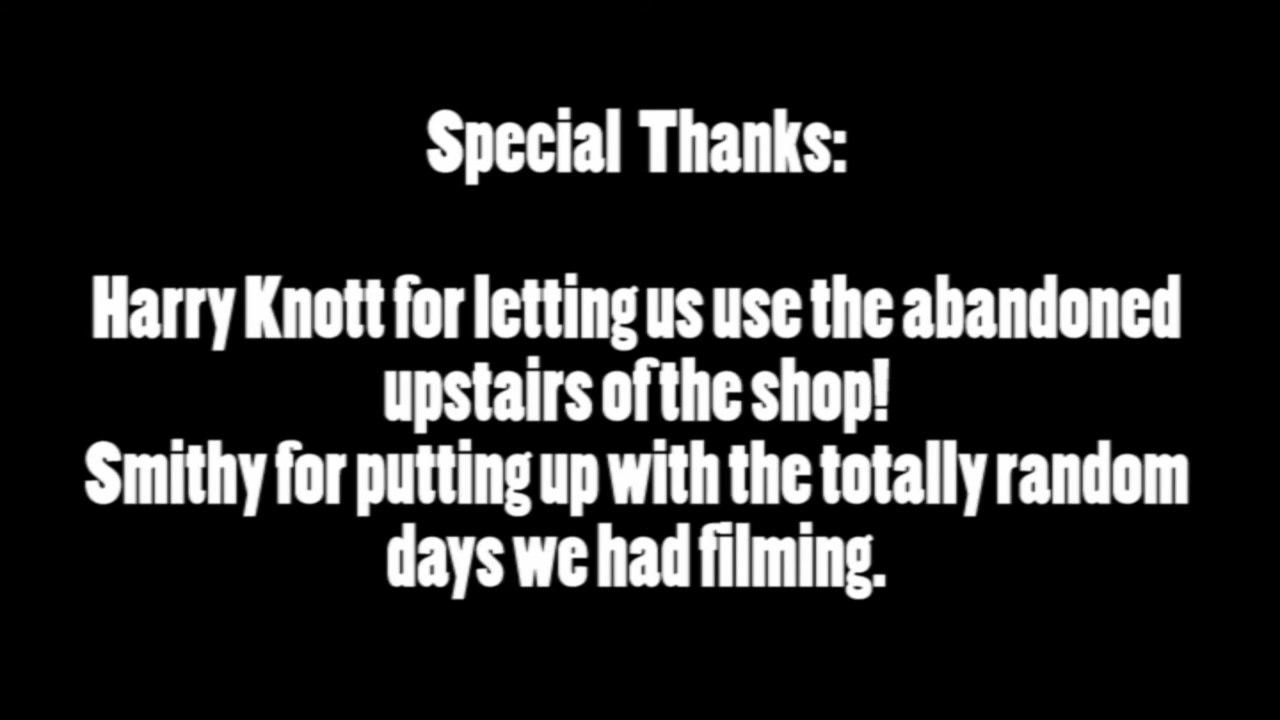 Special Thanks:
Harry Knott for letting us use the abandoned
upstairs of the shop!
Smithy for putting up with the totally random
days we had filming.